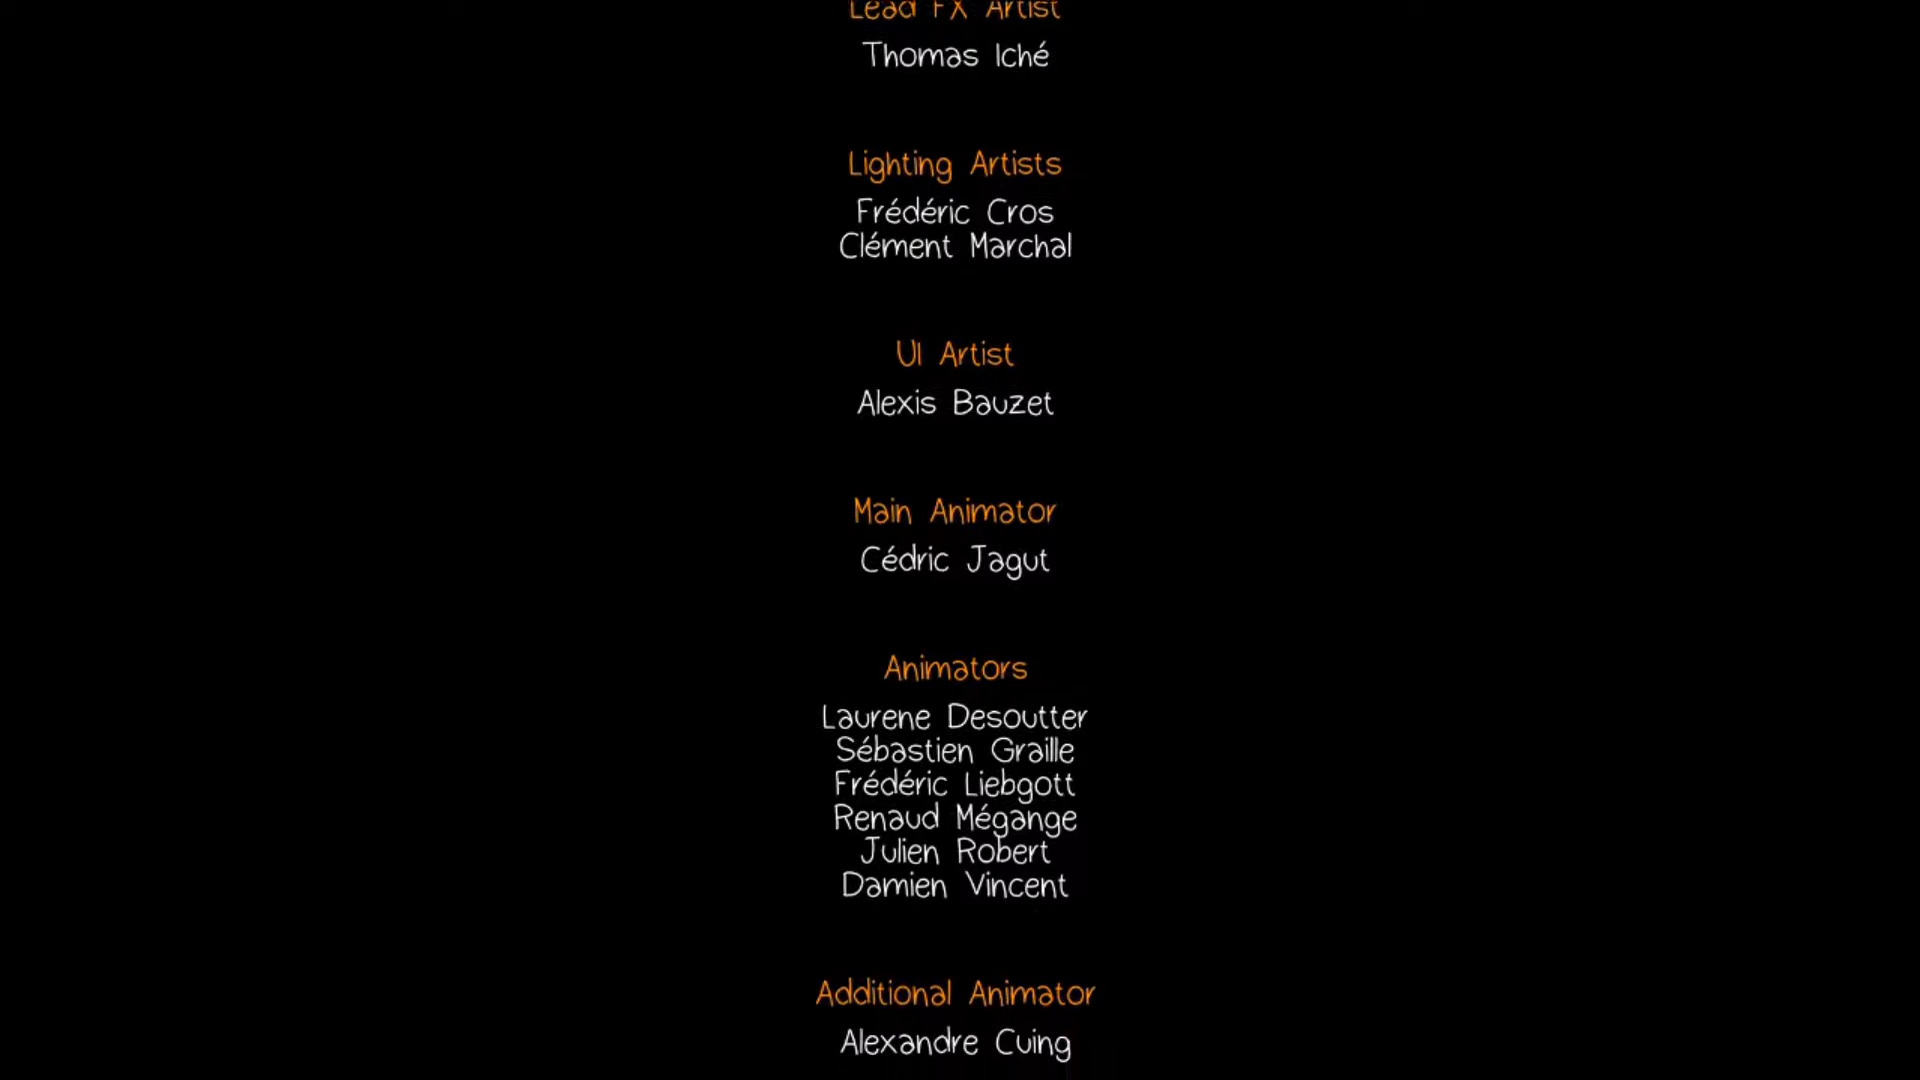 Lead FX Artist
Thomas Iché
Lighting Artists
Frédéric Cros
Clément Marchal
UI Artist
Alexis Bauzet
Main Animator
Cédric Jagut
Animators
Laurene Desoutter
Sébastien Graille
Frédéric Liebgott
Renaud Mégange
Julien Robert
Damien Vincent
Additional Animator
Alexandre Cuing